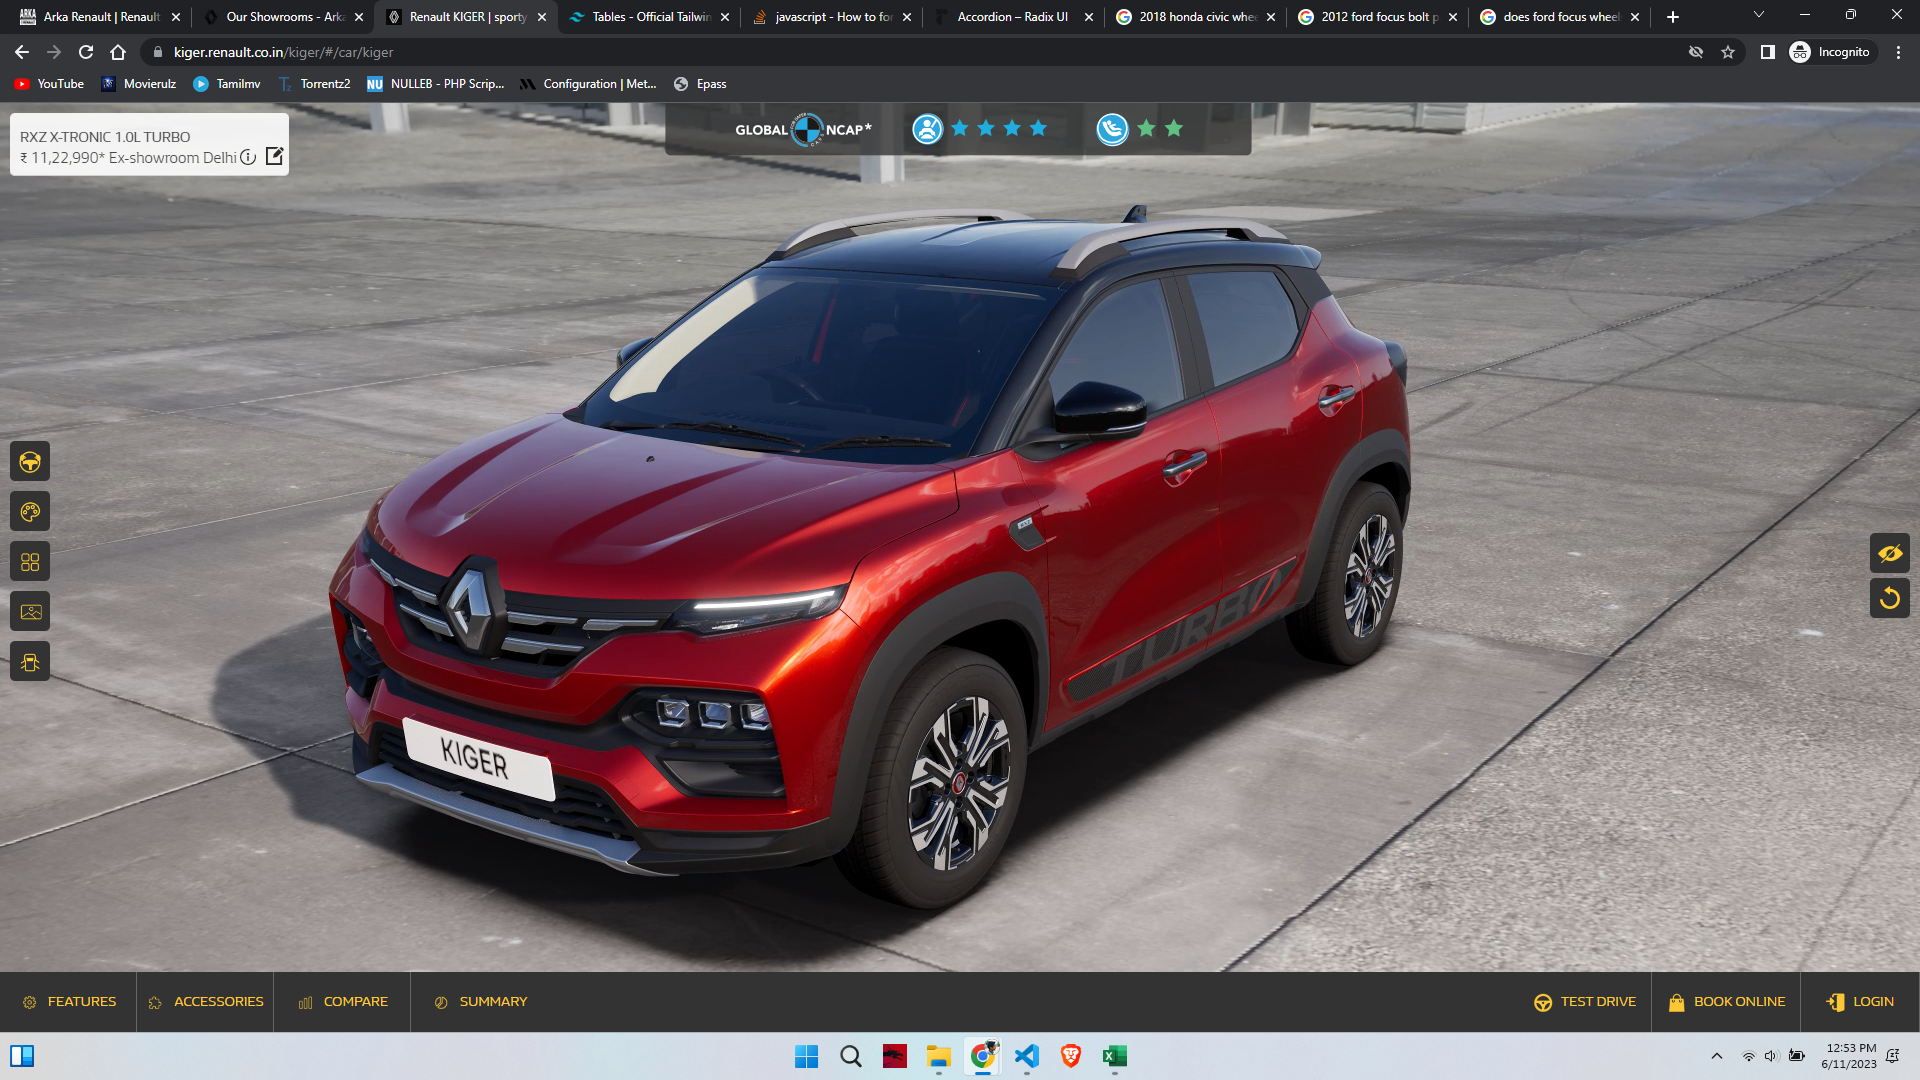 Arka Renault | Renault
Our Showrooms - Arka
Renault KIGER | sporty
Tables - Official Tailwin
javascript - How to for
Accordion – Radix UI
2018 honda civic whee
2012 ford focus bolt p
does ford focus wheel
kiger.renault.co.in/kiger/#/car/kiger
Incognito
YouTube
Movierulz
Tamilmv
Torrentz2
NULLEB - PHP Scrip...
Configuration | Met...
Epass
RXZ X-TRONIC 1.0L TURBO
₹ 11,22,990* Ex-showroom Delhi
GLOBAL NCAP*
TURBO
KIGER
FEATURES
ACCESSORIES
COMPARE
SUMMARY
TEST DRIVE
BOOK ONLINE
LOGIN
12:53 PM
6/11/2023